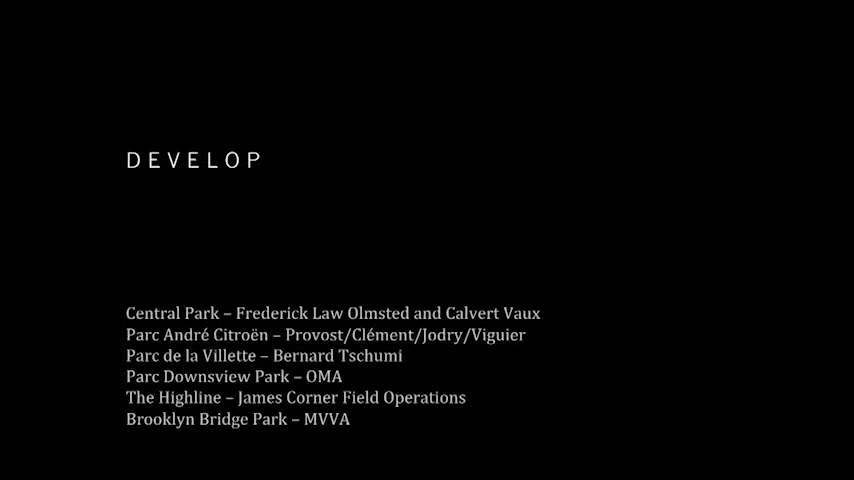 DEVELOP
Central Park – Frederick Law Olmsted and Calvert Vaux
Parc André Citroën – Provost/Clément/Jodry/Viguier
Parc de la Villette – Bernard Tschumi
Parc Downsview Park – OMA
The Highline – James Corner Field Operations
Brooklyn Bridge Park – MVVA